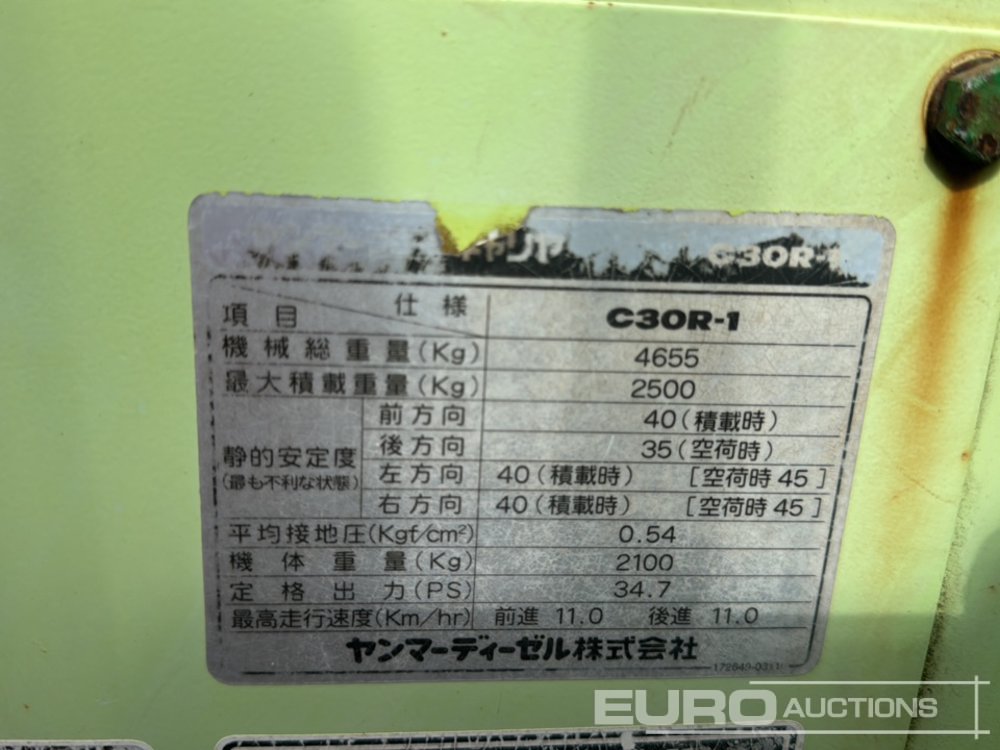 キャリヤ C30R-1
項目 仕様 C30R-1
機械総重量(Kg) 4655
最大積載重量(Kg) 2500
静的安定度 (最も不利な状態)
前方向 40(積載時)
後方向 35(空荷時)
左方向 40(積載時) [空荷時45]
右方向 40(積載時) [空荷時45]
平均接地圧(Kgf/cm²) 0.54
機体重量(Kg) 2100
定格出力(PS) 34.7
最高走行速度(Km/hr) 前進 11.0 後進 11.0
ヤンマーディーゼル株式会社
172649-0311
EURO AUCTIONS